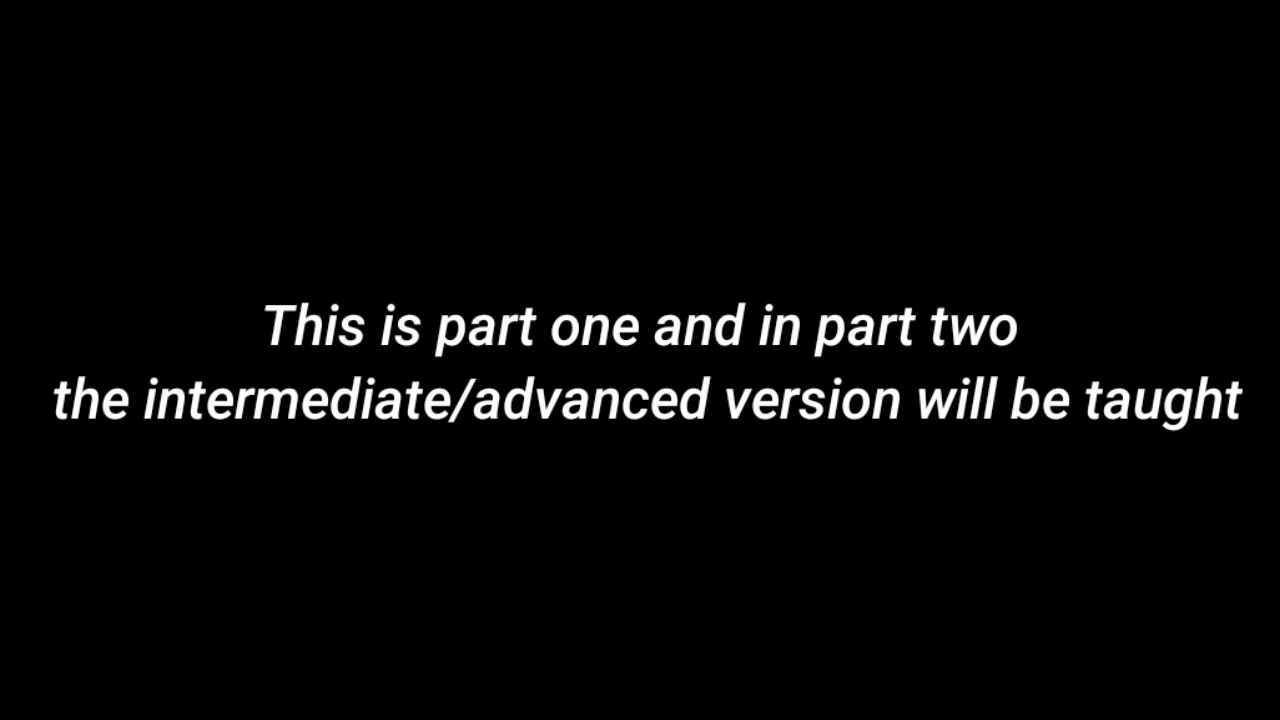 This is part one and in part two
the intermediate/advanced version will be taught